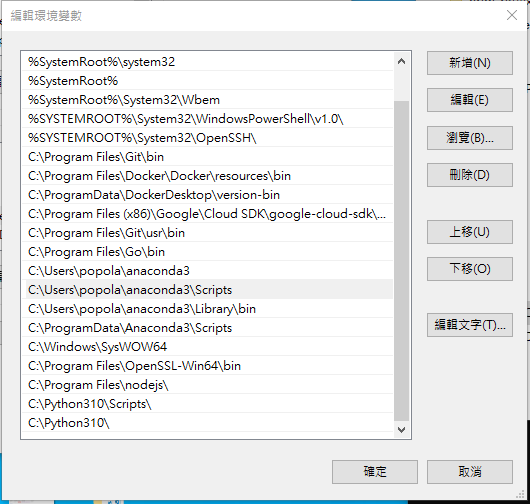 編輯環境變數
%SystemRoot%\system32
%SystemRoot%
%SystemRoot%\System32\Wbem
%SYSTEMROOT%\System32\WindowsPowerShell\v1.0\
%SYSTEMROOT%\System32\OpenSSH\
C:\Program Files\Git\bin
C:\Program Files\Docker\Docker\resources\bin
C:\ProgramData\DockerDesktop\version-bin
C:\Program Files (x86)\Google\Cloud SDK\google-cloud-sdk\...
C:\Program Files\Git\usr\bin
C:\Program Files\Go\bin
C:\Users\popola\anaconda3
C:\Users\popola\anaconda3\Scripts
C:\Users\popola\anaconda3\Library\bin
C:\ProgramData\Anaconda3\Scripts
C:\Windows\SysWOW64
C:\Program Files\OpenSSL-Win64\bin
C:\Program Files\nodejs\
C:\Python310\Scripts\
C:\Python310\
新增(N)
編輯(E)
瀏覽(B)...
刪除(D)
上移(U)
下移(O)
編輯文字(T)...
確定
取消